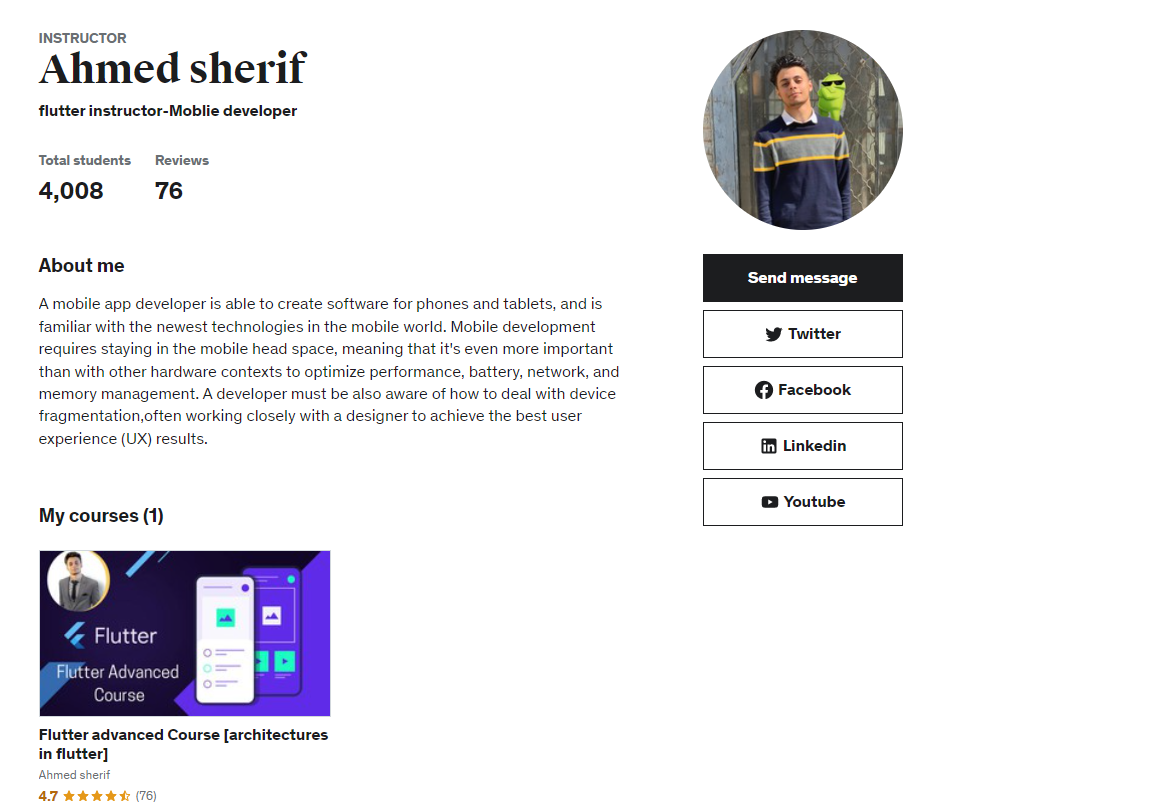 INSTRUCTOR
Ahmed sherif
flutter instructor-Moblie developer
Total students Reviews
4,008 76
About me
A mobile app developer is able to create software for phones and tablets, and is
familiar with the newest technologies in the mobile world. Mobile development
requires staying in the mobile head space, meaning that it's even more important
than with other hardware contexts to optimize performance, battery, network, and
memory management. A developer must be also aware of how to deal with device
fragmentation,often working closely with a designer to achieve the best user
experience (UX) results.
My courses (1)
Flutter
Flutter Advanced
Course
Flutter advanced Course [architectures
in flutter]
Ahmed sherif
4.7 (76)
Send message
Twitter
Facebook
Linkedin
Youtube